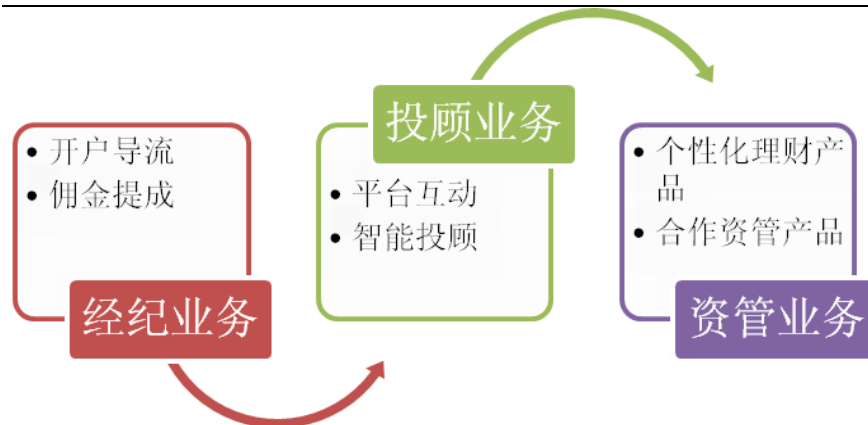 • 开户导流
• 佣金提成
经纪业务
投顾业务
• 平台互动
• 智能投顾
• 个性化理财产
品
• 合作资管产品
资管业务